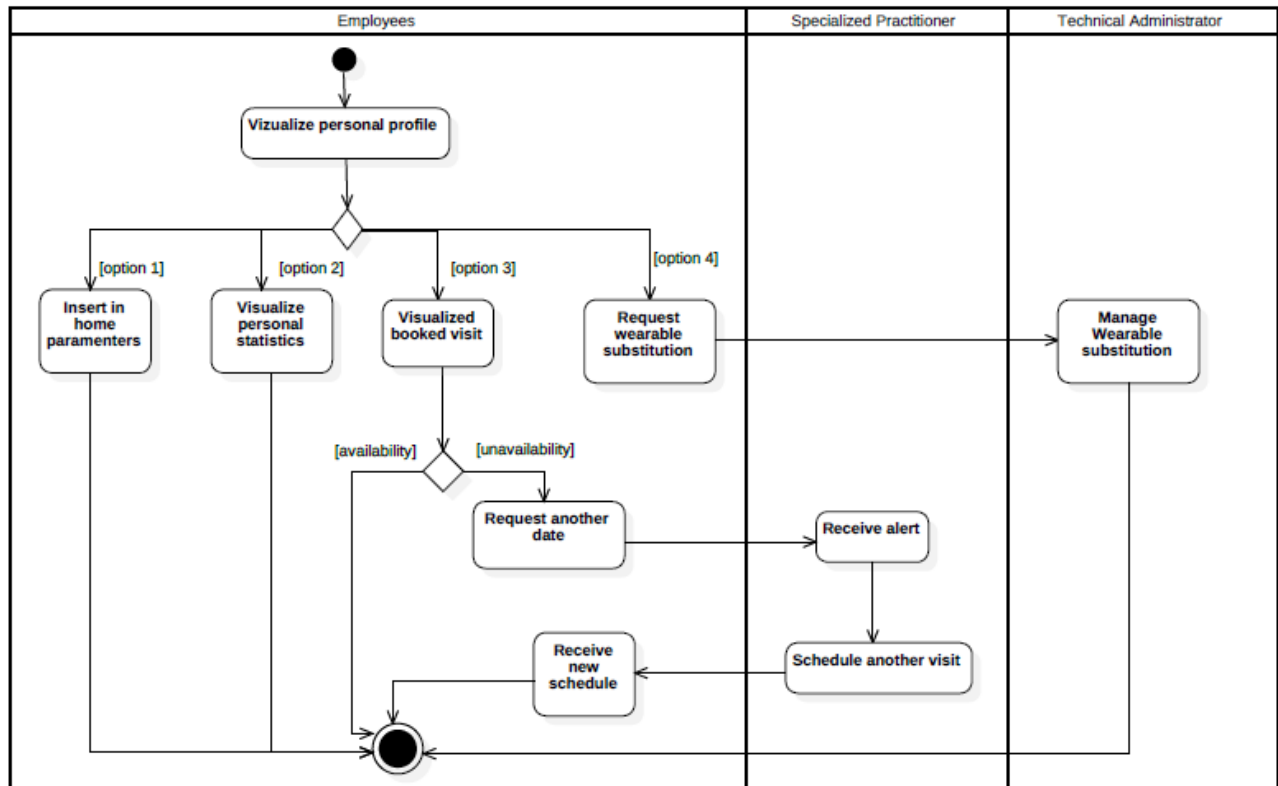 Employees
Specialized Practitioner
Technical Administrator
Vizualize personal profile
[option 1]
[option 2]
[option 3]
[option 4]
Insert in
home
paramenters
Visualize
personal
statistics
Visualized
booked visit
Request
wearable
substitution
Manage
Wearable
substitution
[availability]
[unavailability]
Request another
date
Receive alert
Receive
new
schedule
Schedule another visit